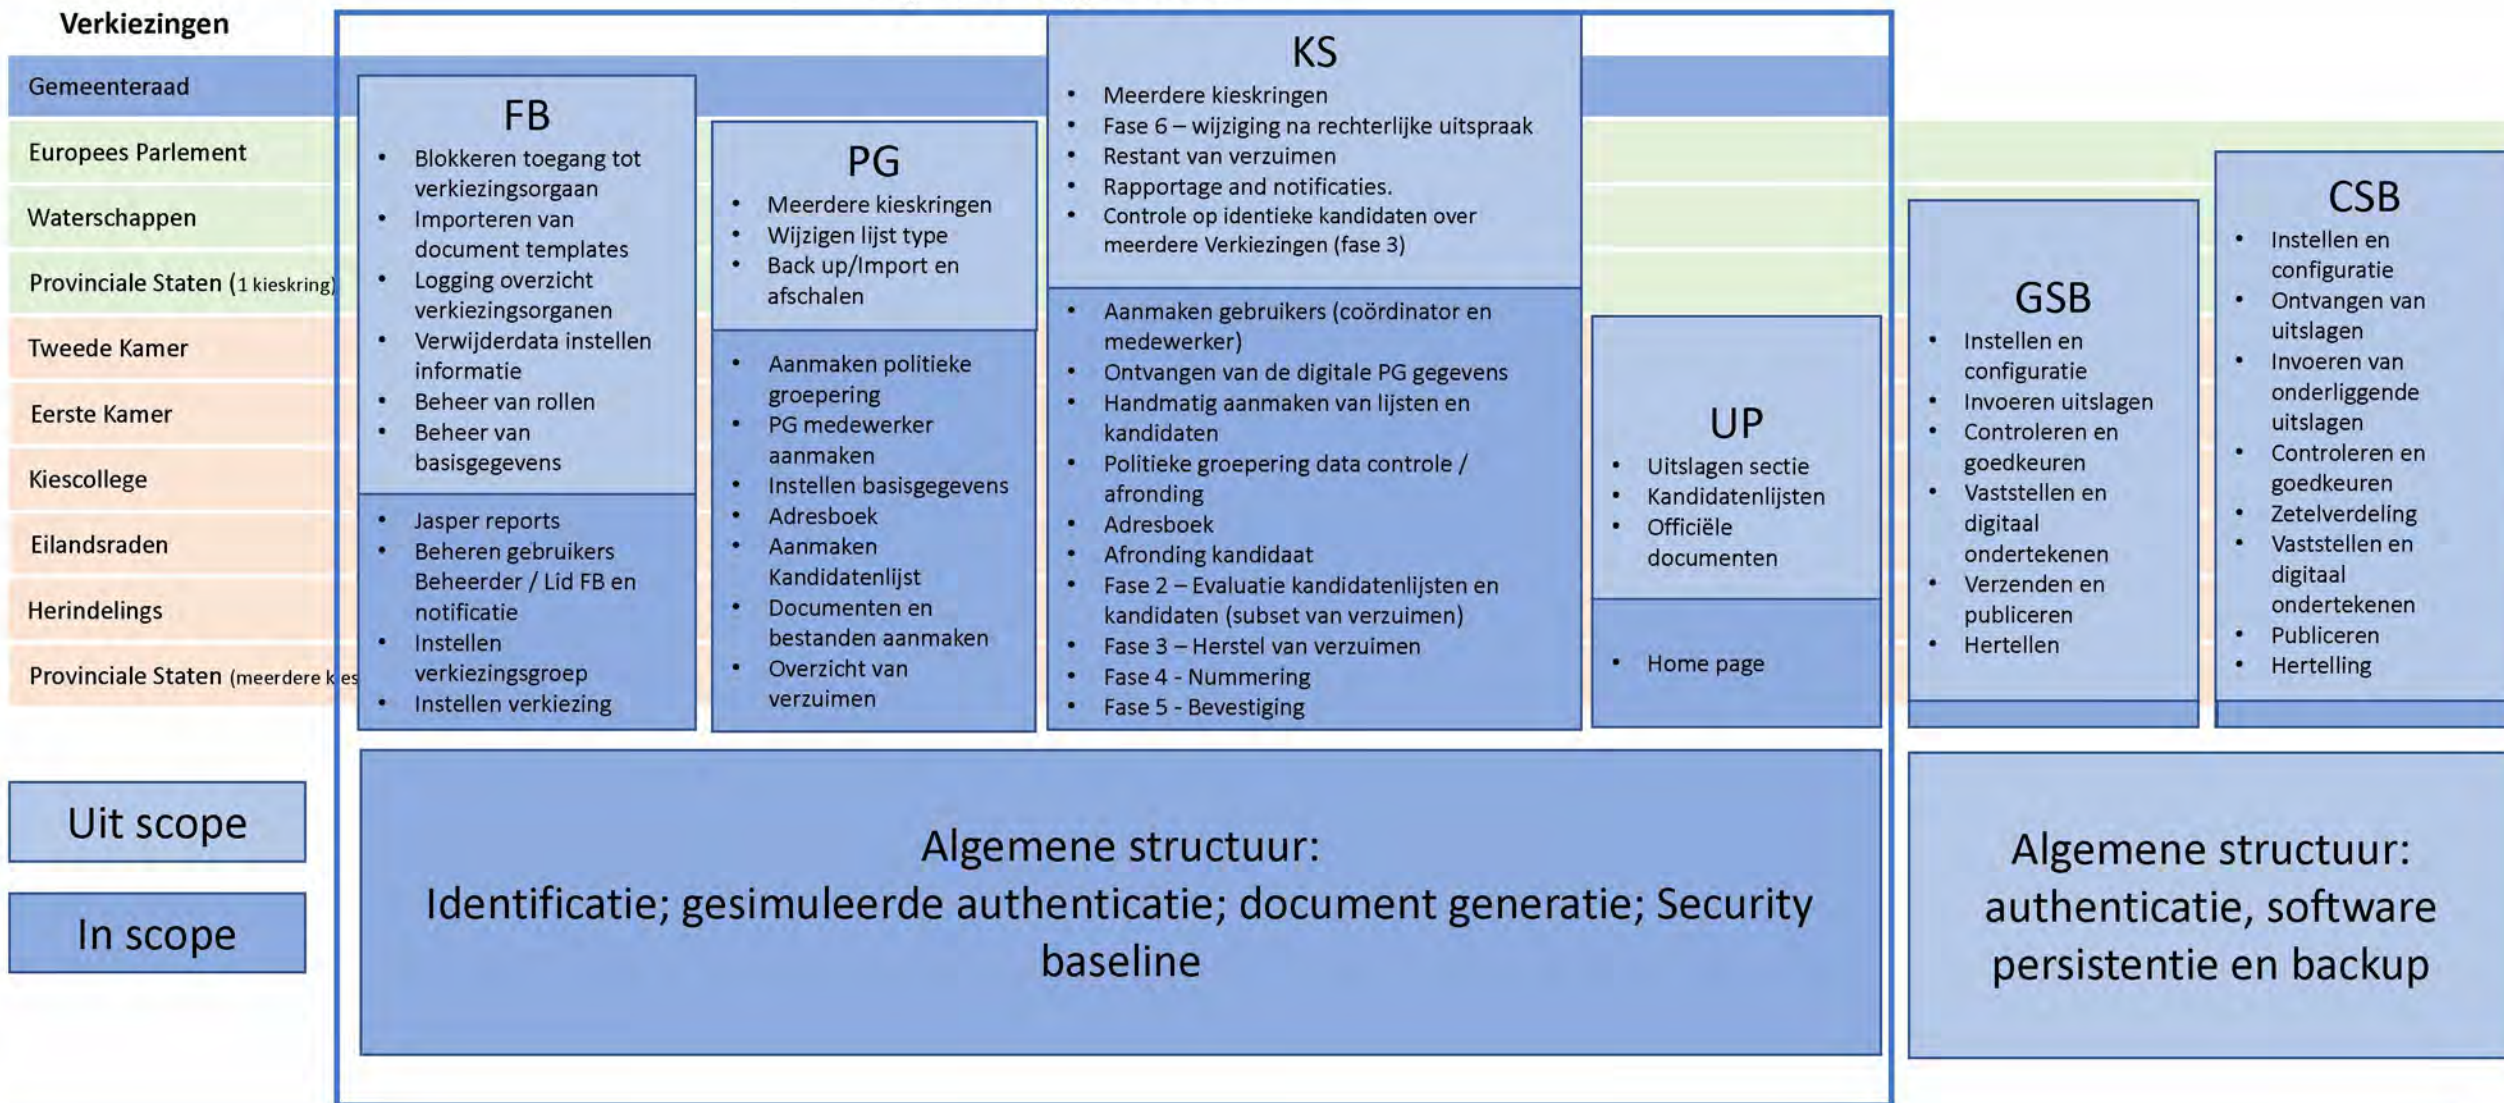 Verkiezingen
Gemeenteraad
Europees Parlement
Waterschappen
Provinciale Staten (1 kieskring)
Tweede Kamer
Eerste Kamer
Kiescollege
Eilandsraden
Herindelings
Provinciale Staten (meerdere kies
Uit scope
In scope
FB
• Blokkeren toegang tot
verkiezingsorgaan
• Importeren van
document templates
• Logging overzicht
verkiezingsorganen
• Verwijderdata instellen
informatie
• Beheer van rollen
• Beheer van
basisgegevens
• Jasper reports
• Beheren gebruikers
Beheerder / Lid FB en
notificatie
• Instellen
verkiezingsgroep
• Instellen verkiezing
PG
• Meerdere kieskringen
• Wijzigen lijst type
• Back up/Import en
afschalen
• Aanmaken politieke
groepering
• PG medewerker
aanmaken
• Instellen basisgegevens
• Adresboek
• Aanmaken
Kandidatenlijst
• Documenten en
bestanden aanmaken
• Overzicht van
verzuimen
KS
• Meerdere kieskringen
• Fase 6 – wijziging na rechterlijke uitspraak
• Restant van verzuimen
• Rapportage and notificaties.
• Controle op identieke kandidaten over
meerdere Verkiezingen (fase 3)
• Aanmaken gebruikers (coördinator en
medewerker)
• Ontvangen van de digitale PG gegevens
• Handmatig aanmaken van lijsten en
kandidaten
• Politieke groepering data controle /
afronding
• Adresboek
• Afronding kandidaat
• Fase 2 – Evaluatie kandidatenlijsten en
kandidaten (subset van verzuimen)
• Fase 3 – Herstel van verzuimen
• Fase 4 - Nummering
• Fase 5 - Bevestiging
UP
• Uitslagen sectie
• Kandidatenlijsten
• Officiële
documenten
• Home page
GSB
• Instellen en
configuratie
• Invoeren uitslagen
• Controleren en
goedkeuren
• Vaststellen en
digitaal
ondertekenen
• Verzenden en
publiceren
• Hertellen
CSB
• Instellen en
configuratie
• Ontvangen van
uitslagen
• Invoeren van
onderliggende
uitslagen
• Controleren en
goedkeuren
• Zetelverdeling
• Vaststellen en
digitaal
ondertekenen
• Publiceren
• Hertelling
Algemene structuur:
Identificatie; gesimuleerde authenticatie; document generatie; Security
baseline
Algemene structuur:
authenticatie, software
persistentie en backup